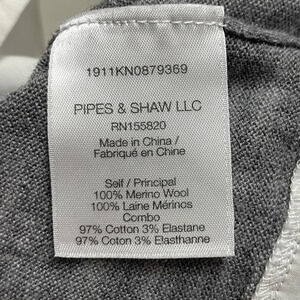 1911KN0879369
PIPES & SHAW LLC
RN155820
Made in China /
Fabriqué en Chine
Self / Principal
100% Merino Wool
100% Laine Mérinos
Combo
97% Cotton 3% Elastane
97% Coton 3% Elasthanne